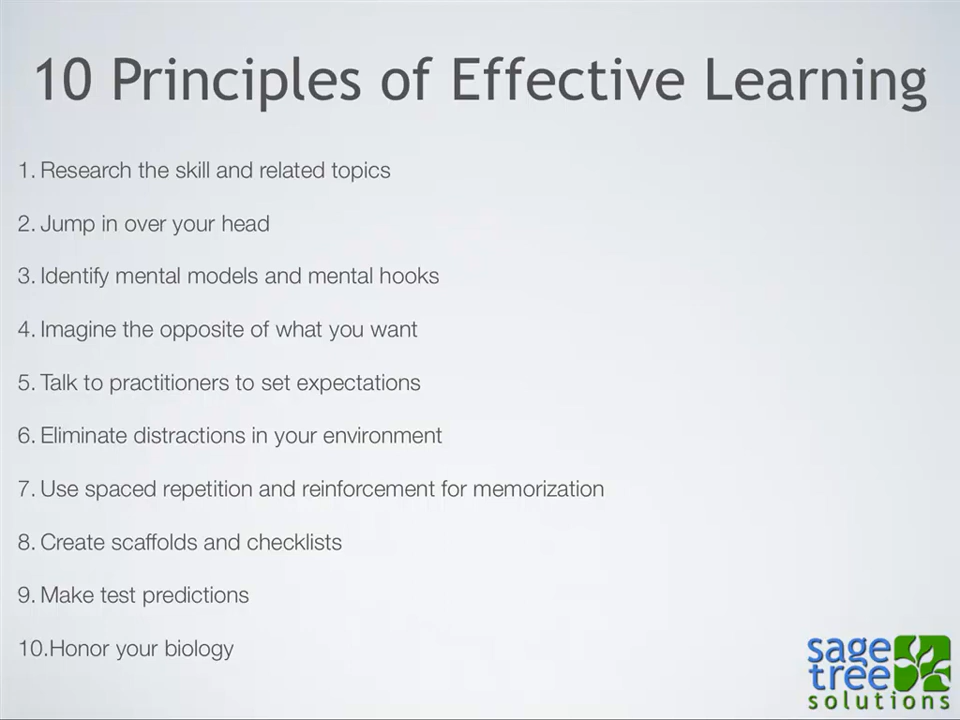 10 Principles of Effective Learning
1. Research the skill and related topics
2. Jump in over your head
3. Identify mental models and mental hooks
4. Imagine the opposite of what you want
5. Talk to practitioners to set expectations
6. Eliminate distractions in your environment
7. Use spaced repetition and reinforcement for memorization
8. Create scaffolds and checklists
9. Make test predictions
10.Honor your biology
sage
tree
solutions